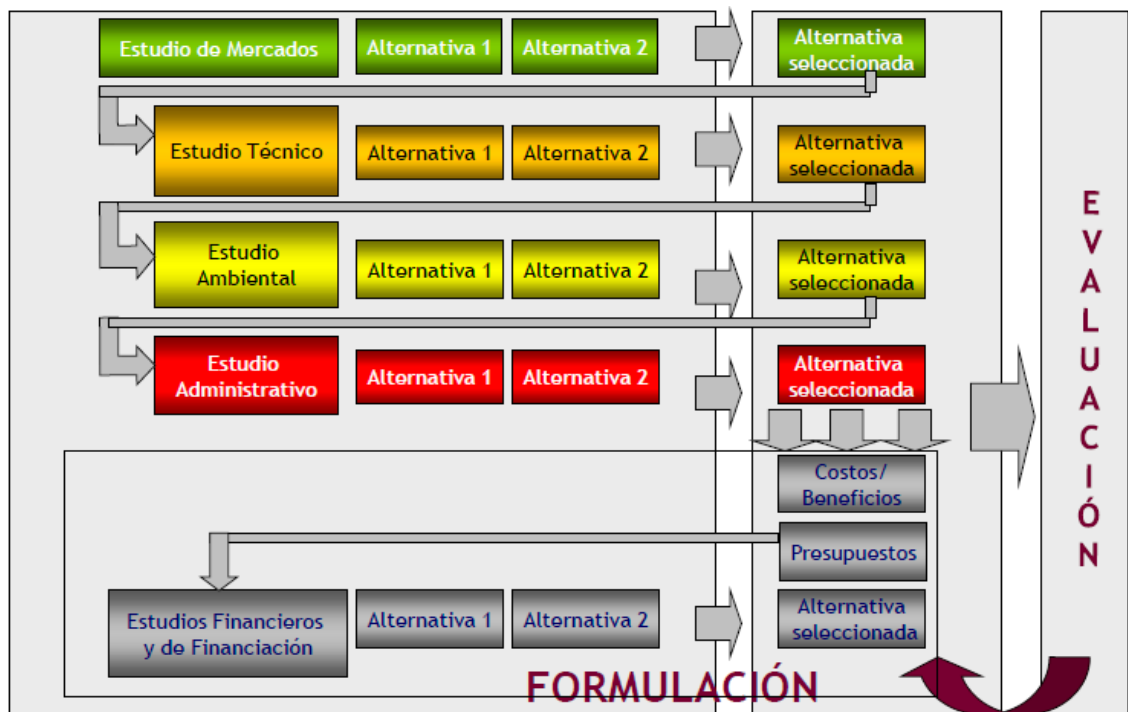 Estudio de Mercados
Alternativa 1
Alternativa 2
Alternativa
seleccionada
Estudio Técnico
Alternativa 1
Alternativa 2
Alternativa
seleccionada
Estudio
Ambiental
Alternativa 1
Alternativa 2
Alternativa
seleccionada
Estudio
Administrativo
Alternativa 1
Alternativa 2
Alternativa
seleccionada
Costos/
Beneficios
Presupuestos
Estudios Financieros
y de Financiación
Alternativa 1
Alternativa 2
Alternativa
seleccionada
FORMULACIÓN
EVALUACIÓN